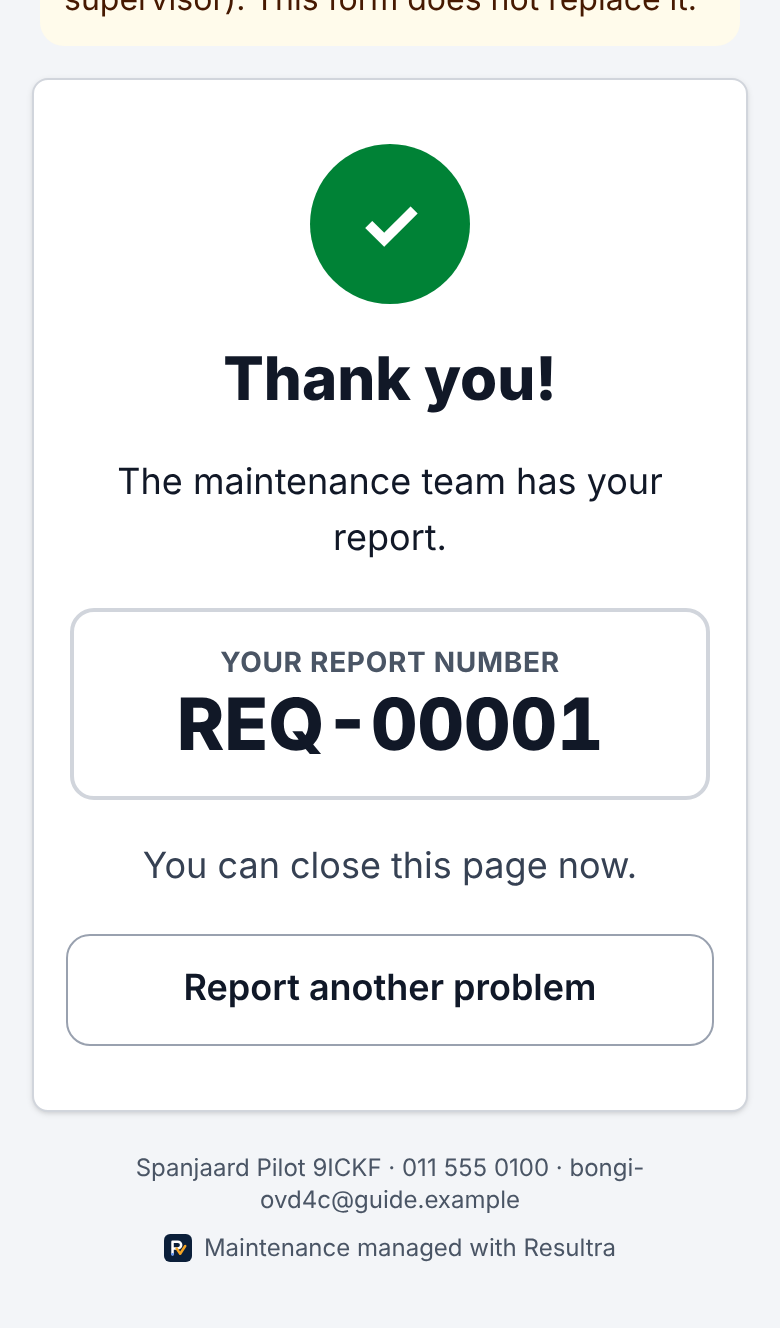 supervisor). This form does not replace it.
Thank you!
The maintenance team has your
report.
YOUR REPORT NUMBER
REQ-00001
You can close this page now.
Report another problem
Spanjaard Pilot 9ICKF · 011 555 0100 · bongi-
ovd4c@guide.example
Maintenance managed with Resultra